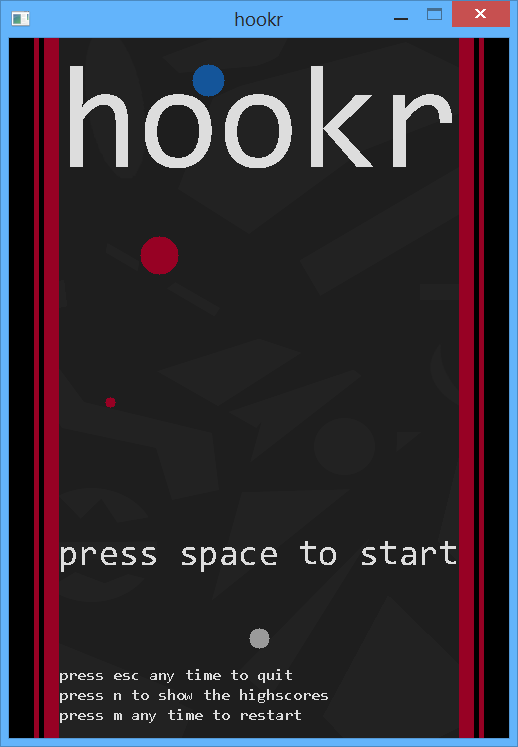 hookr
hookr
press space to start
press esc any time to quit
press n to show the highscores
press m any time to restart